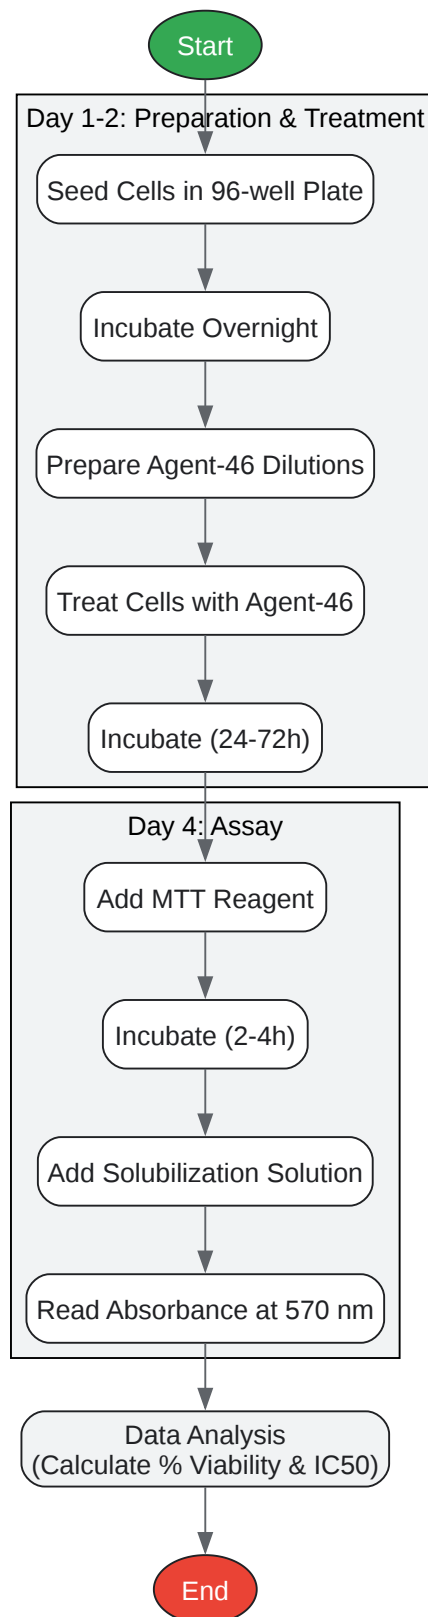 Start
Day 1-2: Preparation & Treatment
Seed Cells in 96-well Plate
Incubate Overnight
Prepare Agent-46 Dilutions
Treat Cells with Agent-46
Incubate (24-72h)
Day 4: Assay
Add MTT Reagent
Incubate (2-4h)
Add Solubilization Solution
Read Absorbance at 570 nm
Data Analysis
(Calculate % Viability & IC50)
End